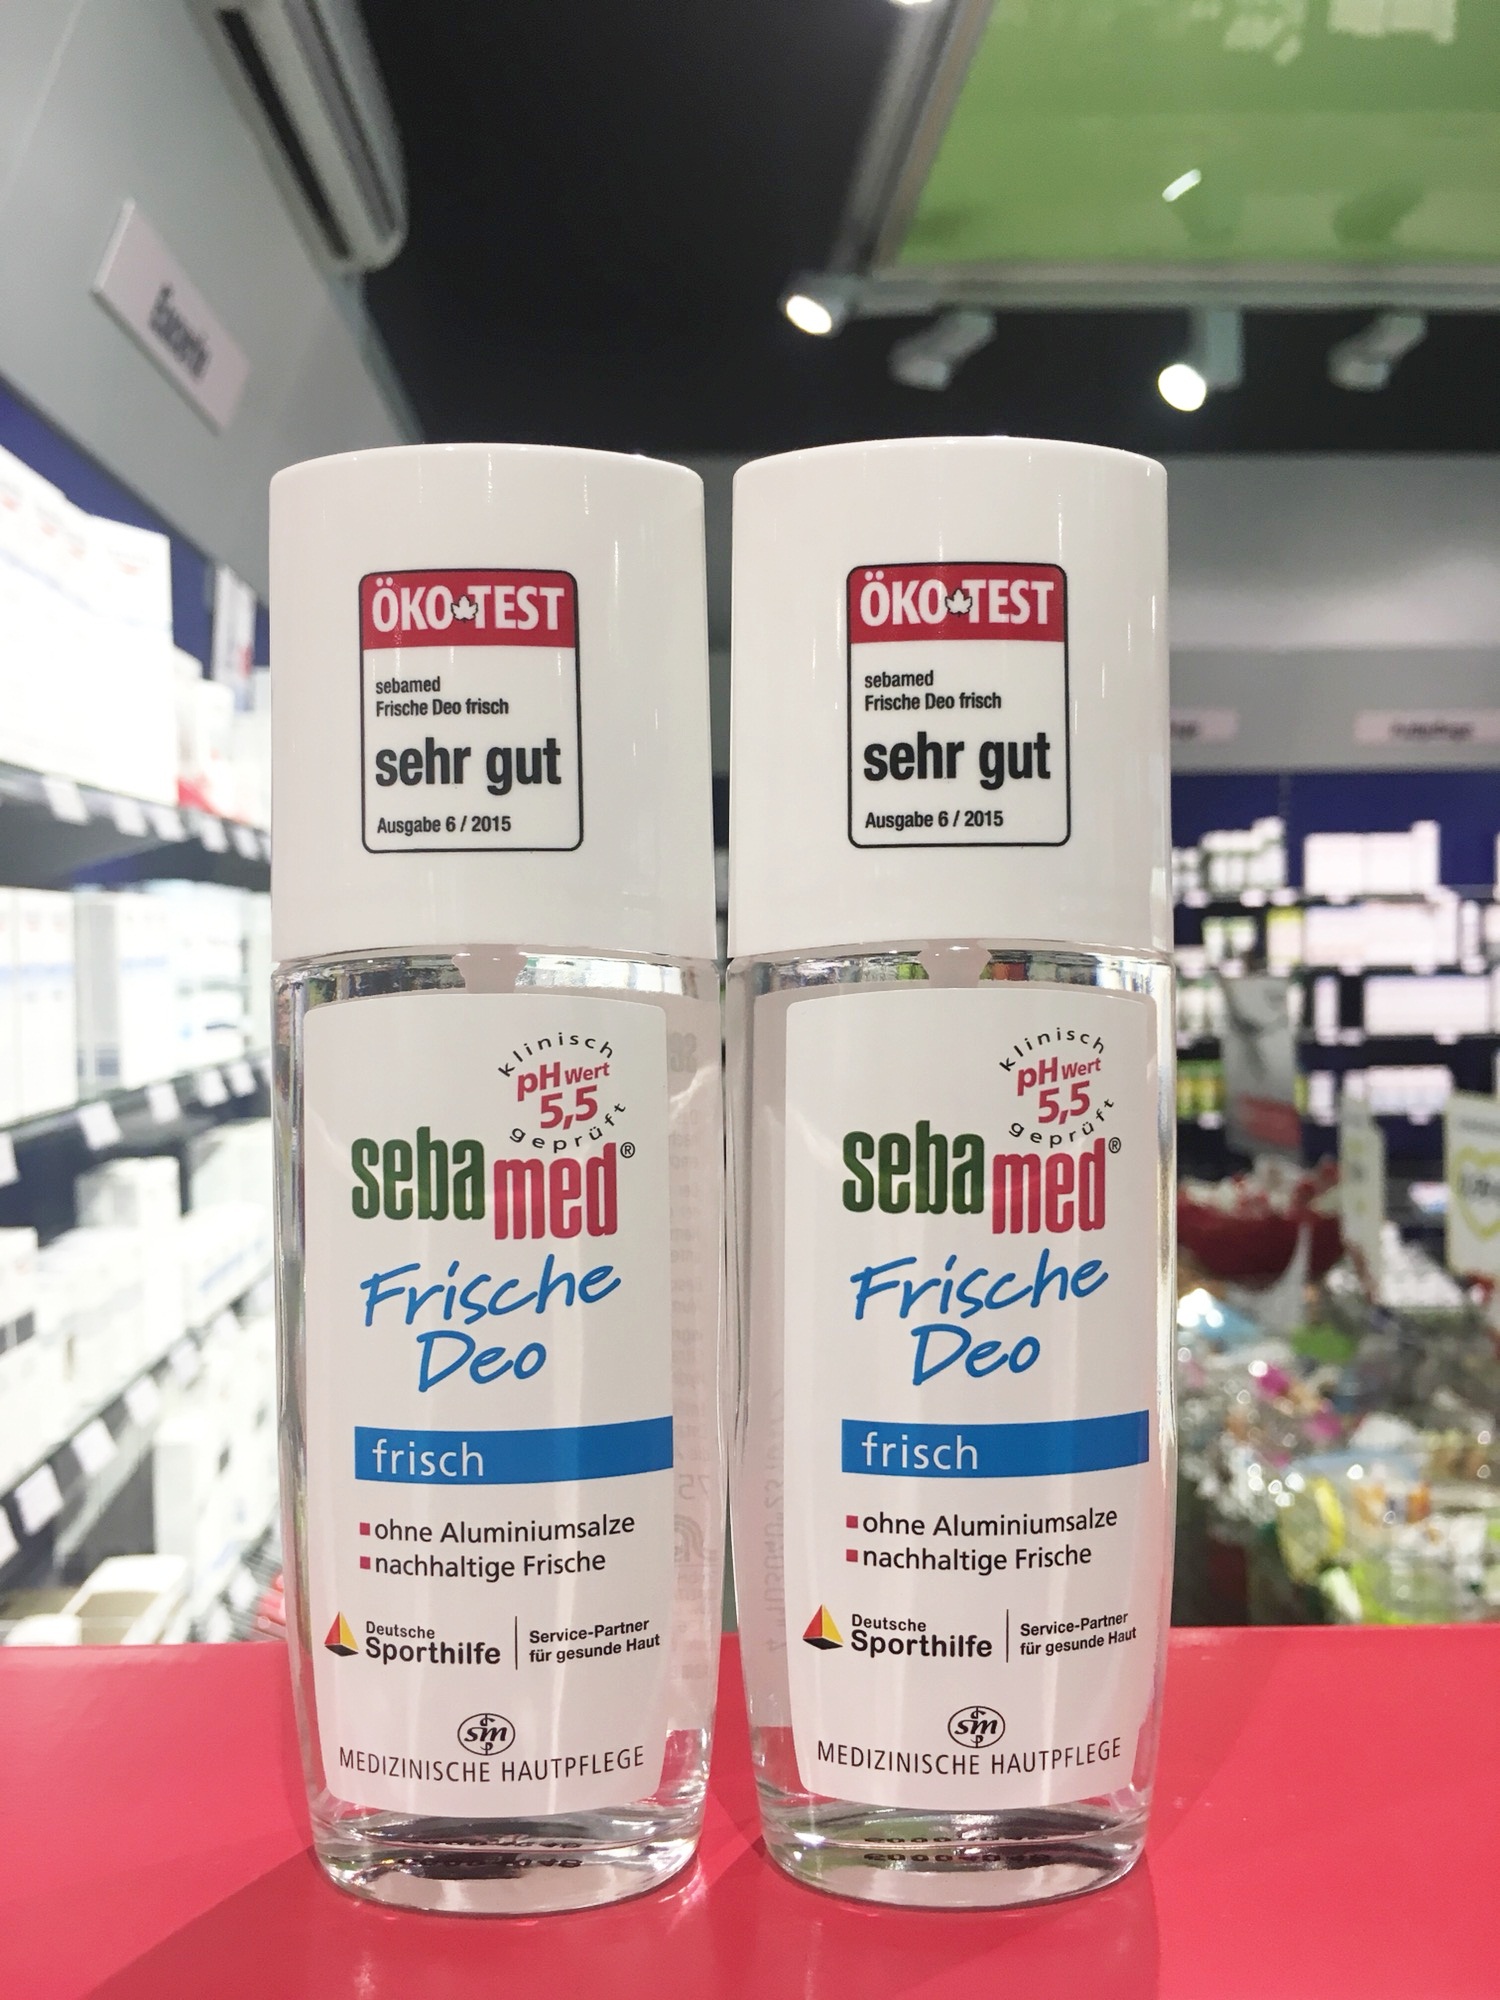 ÖKO TEST
sebamed
Frische Deo frisch
sehr gut
Ausgabe 6 / 2015
klinisch
pH Wert
5,5
geprüft
sebamed®
Frische
Deo
frisch
ohne Aluminiumsalze
nachhaltige Frische
Deutsche
Sporthilfe
Service-Partner
für gesunde Haut
sm
MEDIZINISCHE HAUTPFLEGE
ÖKO TEST
sebamed
Frische Deo frisch
sehr gut
Ausgabe 6 / 2015
klinisch
pH Wert
5,5
geprüft
sebamed®
Frische
Deo
frisch
ohne Aluminiumsalze
nachhaltige Frische
Deutsche
Sporthilfe
Service-Partner
für gesunde Haut
sm
MEDIZINISCHE HAUTPFLEGE